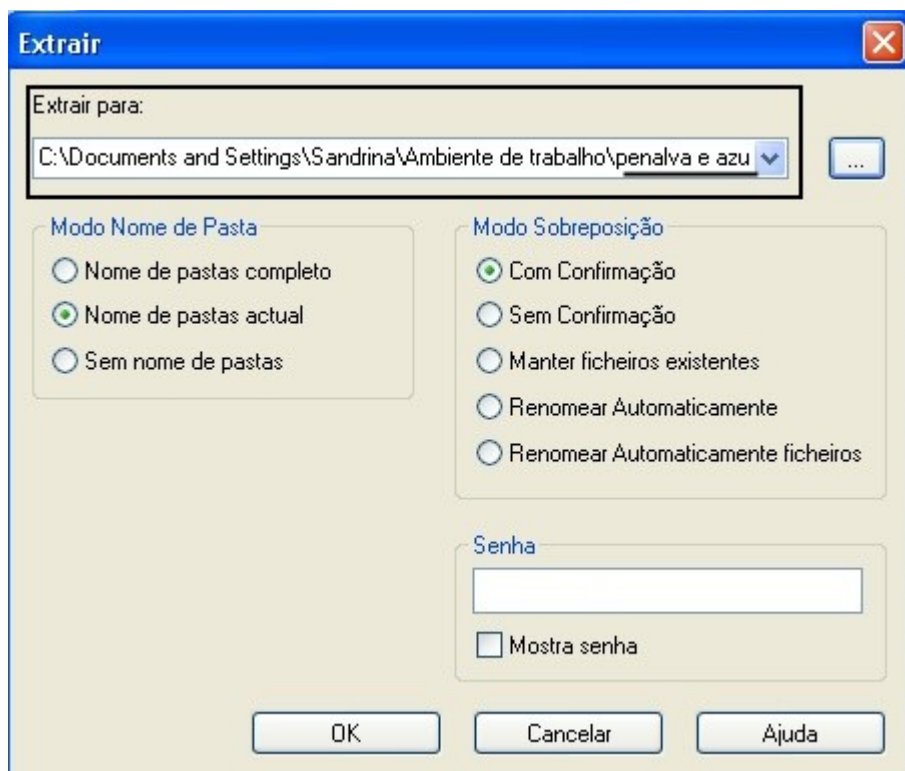 Extrair
Extrair para:
C:\Documents and Settings\Sandrina\Ambiente de trabalho\penalva e azu
...
Modo Nome de Pasta
Nome de pastas completo
Nome de pastas actual
Sem nome de pastas
Modo Sobreposição
Com Confirmação
Sem Confirmação
Manter ficheiros existentes
Renomear Automaticamente
Renomear Automaticamente ficheiros
Senha
Mostra senha
OK
Cancelar
Ajuda